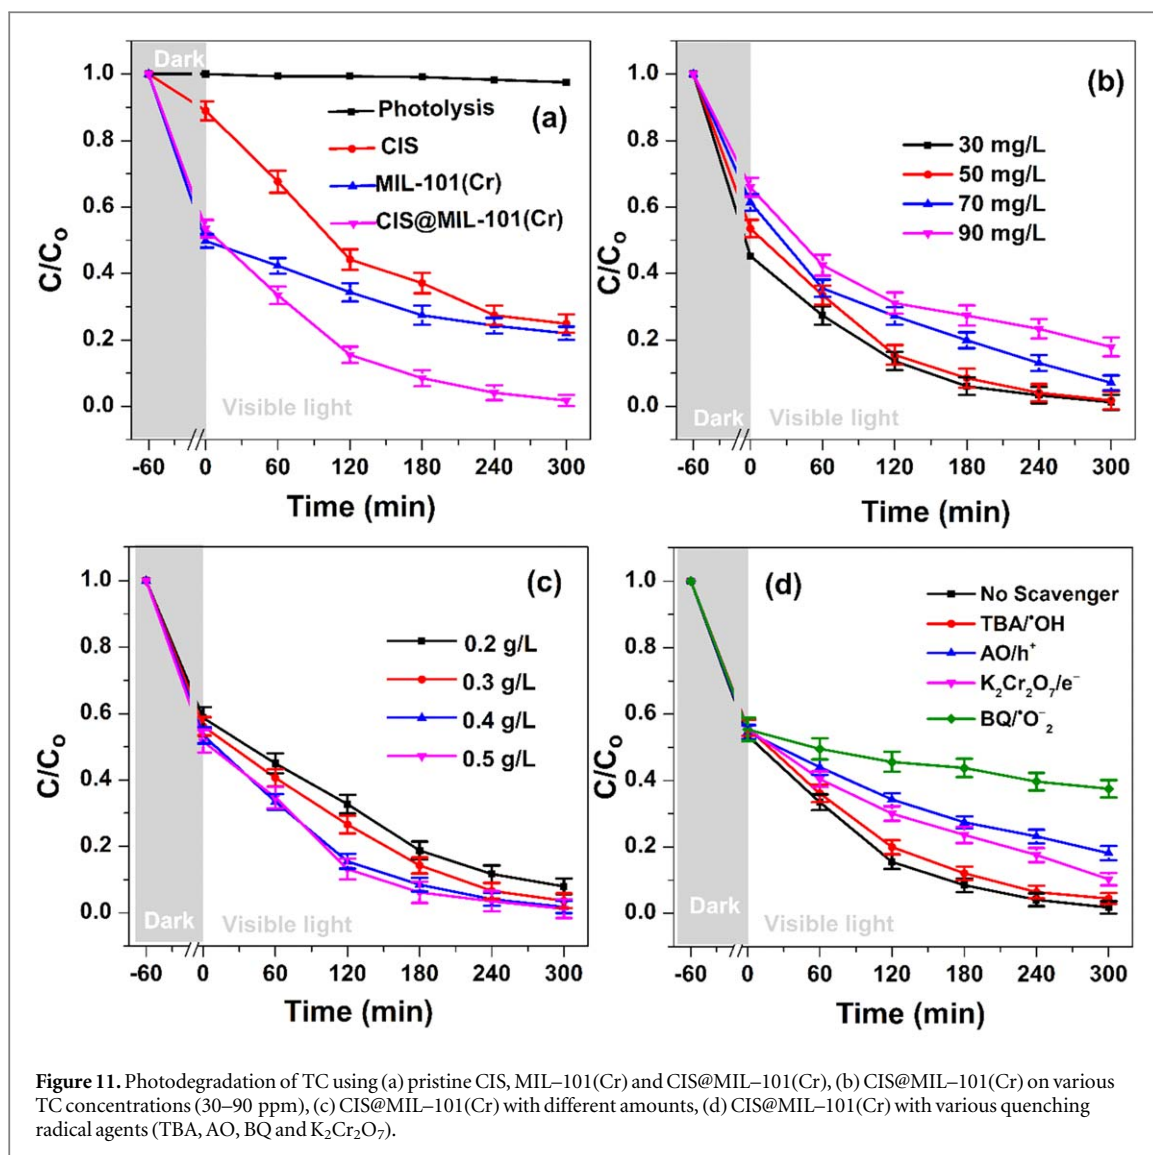 Dark
1.0
0.8
0.6
0.4
0.2
0.0
C/Co
Photolysis
CIS
MIL-101(Cr)
CIS@MIL-101(Cr)
(a)
Visible light
-60 0 60 120 180 240 300
Time (min)
1.0
0.8
0.6
0.4
0.2
0.0
C/Co
(b)
30 mg/L
50 mg/L
70 mg/L
90 mg/L
Dark Visible light
-60 0 60 120 180 240 300
Time (min)
1.0
0.8
0.6
0.4
0.2
0.0
C/Co
(c)
0.2 g/L
0.3 g/L
0.4 g/L
0.5 g/L
Dark Visible light
-60 0 60 120 180 240 300
Time (min)
1.0
0.8
0.6
0.4
0.2
0.0
C/Co
(d)
No Scavenger
TBA/•OH
AO/h⁺
K₂Cr₂O₇/e⁻
BQ/•O⁻₂
Dark Visible light
-60 0 60 120 180 240 300
Time (min)
Figure 11. Photodegradation of TC using (a) pristine CIS, MIL–101(Cr) and CIS@MIL–101(Cr), (b) CIS@MIL–101(Cr) on various
TC concentrations (30–90 ppm), (c) CIS@MIL–101(Cr) with different amounts, (d) CIS@MIL–101(Cr) with various quenching
radical agents (TBA, AO, BQ and K₂Cr₂O₇).